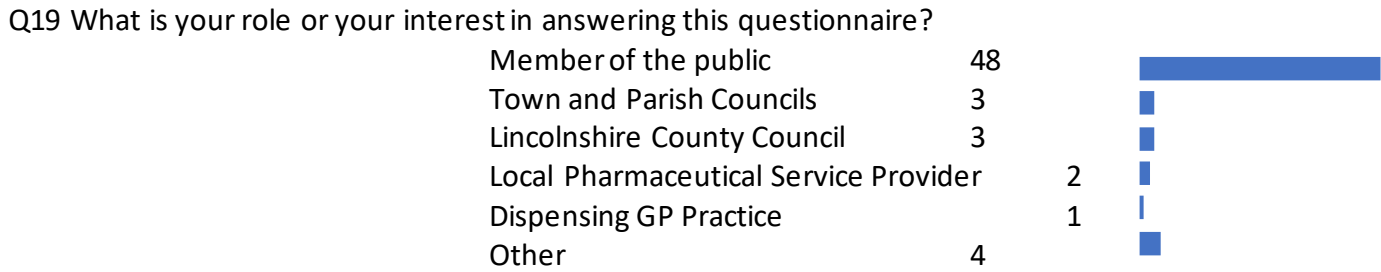 Q19 What is your role or your interest in answering this questionnaire?
Member of the public 48
Town and Parish Councils 3
Lincolnshire County Council 3
Local Pharmaceutical Service Provider 2
Dispensing GP Practice 1
Other 4